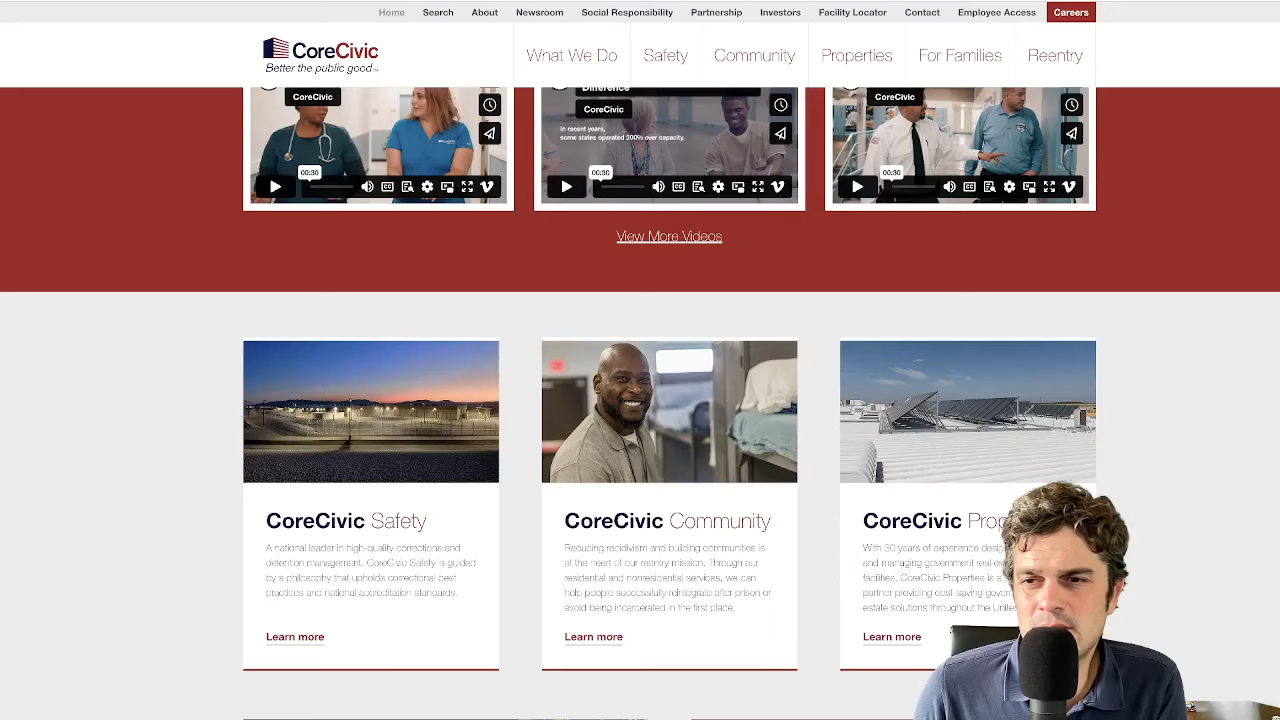 Home Search About Newsroom Social Responsibility Partnership Investors Facility Locator Contact Employee Access Careers
CoreCivic
Better the public good
What We Do Safety Community Properties For Families Reentry
CoreCivic
Difference
CoreCivic
In recent years,
some states operated 200% over capacity.
CoreCivic
00:30
CC
00:30
CC
00:30
CC
View More Videos
CoreCivic Safety
A national leader in high-quality corrections and
detention management, CoreCivic Safety is guided
by a philosophy that upholds correctional best
practices and national accreditation standards.
Learn more
CoreCivic Community
Reducing recidivism and building communities is
at the heart of our reentry mission. Through our
residential and nonresidential services, we can
help people successfully reintegrate after prison or
avoid being incarcerated in the first place.
Learn more
CoreCivic Prop
With 30 years of experience desig
and managing government real es
facilities, CoreCivic Properties is a
partner providing cost-saving gover
estate solutions throughout the Unit
Learn more